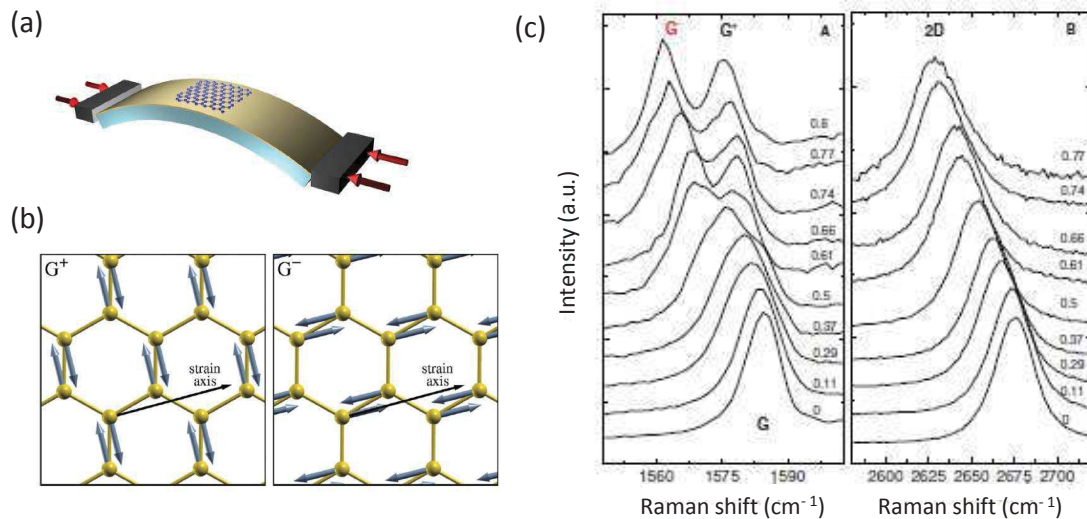 (a)
(b)
G⁺
strain
axis
G⁻
strain
axis
(c)
Intensity (a.u.)
G
G⁺
A
0.8
0.77
0.74
0.66
0.61
0.5
0.37
0.29
0.11
0
G
1560
1575
1590
Raman shift (cm⁻¹)
2D
B
0.77
0.74
0.66
0.61
0.5
0.37
0.29
0.11
0
2600
2625
2650
2675
2700
Raman shift (cm⁻¹)